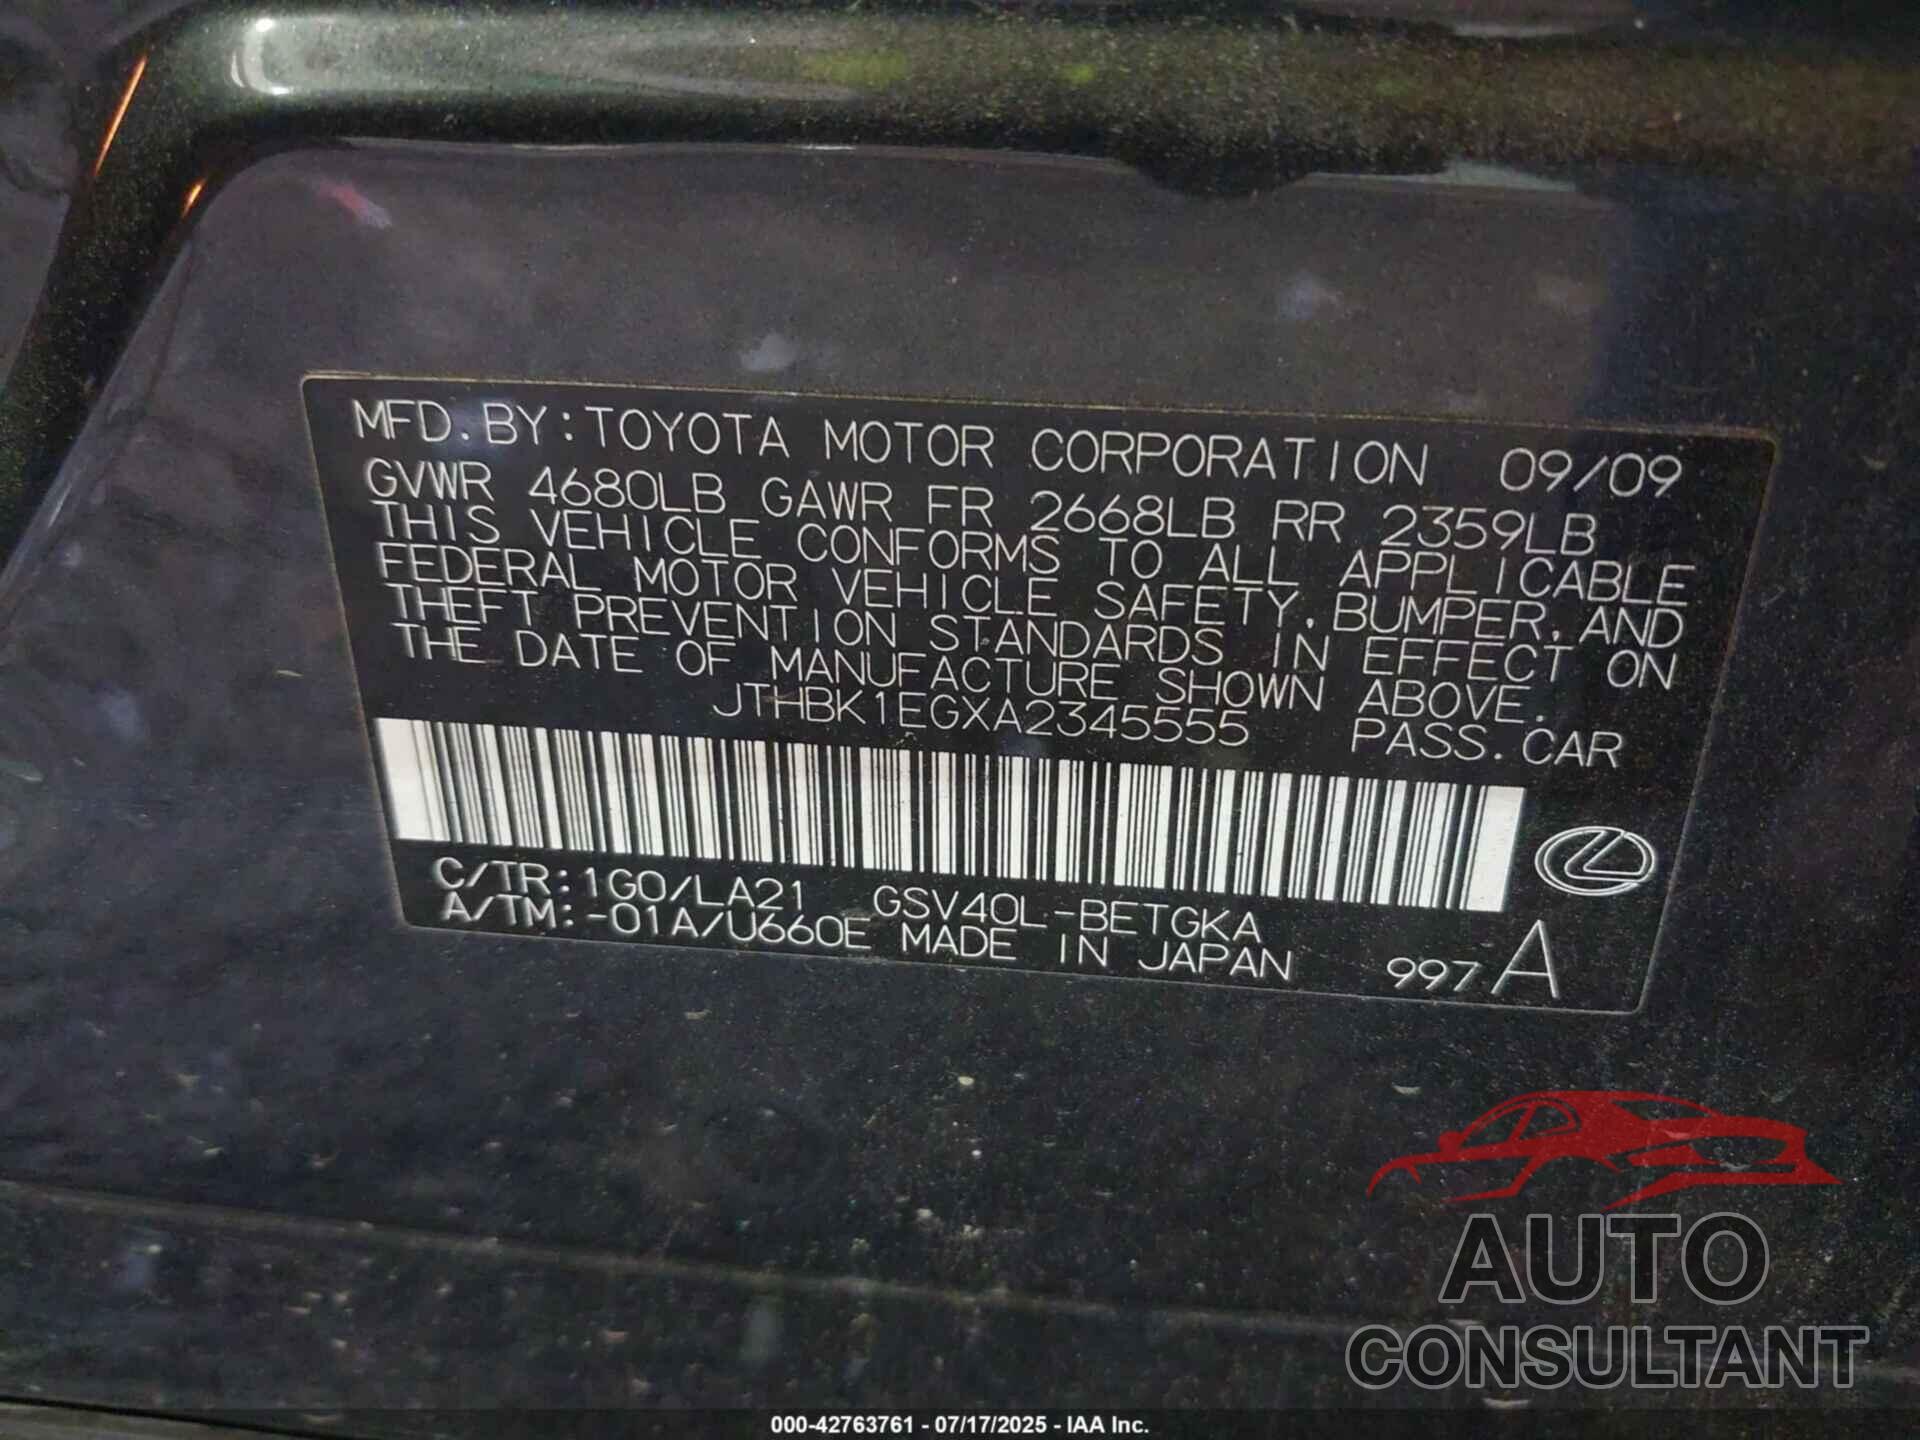 MFD. BY: TOYOTA MOTOR CORPORATION 09/09
GVWR 4680LB GAWR FR 2668LB RR 2359LB
THIS VEHICLE CONFORMS TO ALL APPLICABLE
FEDERAL MOTOR VEHICLE SAFETY, BUMPER, AND
THEFT PREVENTION STANDARDS IN EFFECT ON
THE DATE OF MANUFACTURE SHOWN ABOVE.
JTHBK1EGXA2345555 PASS. CAR
C/TR: 1G0/LA21 GSV40L-BETGKA
A/TM: -01A/U660E MADE IN JAPAN 997 A
AUTO
CONSULTANT
000-42763761 - 07/17/2025 - IAA Inc.